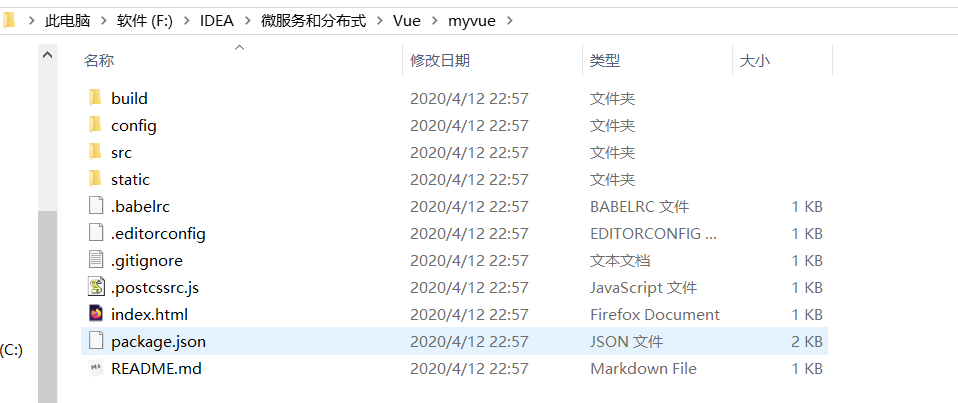 此电脑 > 软件 (F:) > IDEA > 微服务和分布式 > Vue > myvue >
名称 修改日期 类型 大小
build 2020/4/12 22:57 文件夹
config 2020/4/12 22:57 文件夹
src 2020/4/12 22:57 文件夹
static 2020/4/12 22:57 文件夹
.babelrc 2020/4/12 22:57 BABELRC 文件 1 KB
.editorconfig 2020/4/12 22:57 EDITORCONFIG ... 1 KB
.gitignore 2020/4/12 22:57 文本文档 1 KB
.postcssrc.js 2020/4/12 22:57 JavaScript 文件 1 KB
index.html 2020/4/12 22:57 Firefox Document 1 KB
package.json 2020/4/12 22:57 JSON 文件 2 KB
(C:)
README.md 2020/4/12 22:57 Markdown File 1 KB